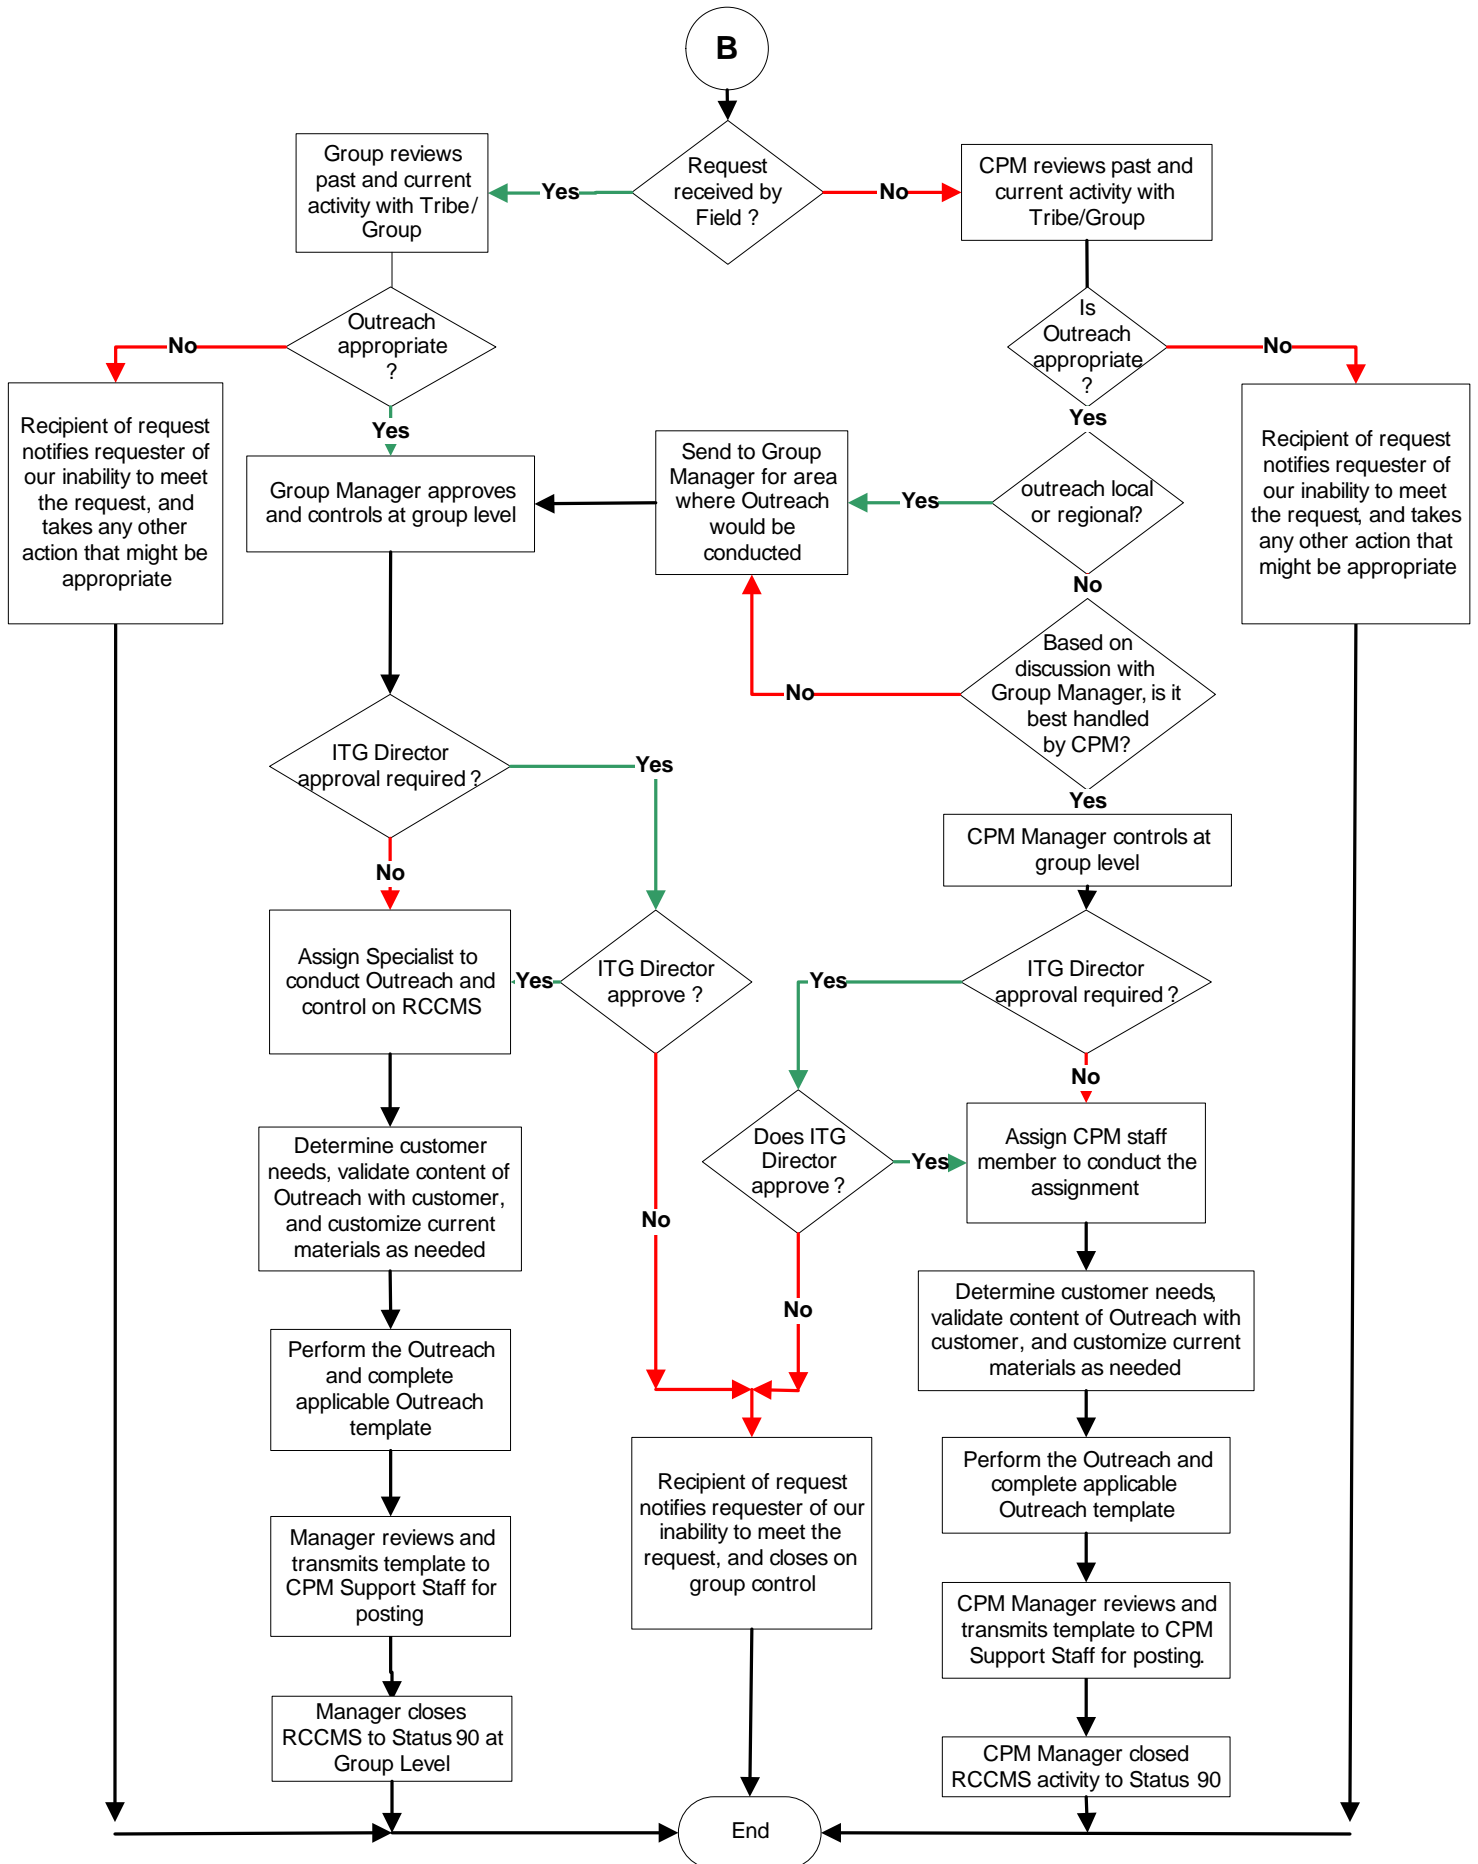 B
Request
received by
Field ?
Yes
No
Group reviews
past and current
activity with Tribe/
Group
CPM reviews past and
current activity with
Tribe/Group
Outreach
appropriate
?
No
Yes
Is
Outreach
appropriate
?
No
Yes
Recipient of request
notifies requester of
our inability to meet
the request, and
takes any other
action that might be
appropriate
Group Manager approves
and controls at group level
Send to Group
Manager for area
where Outreach
would be
conducted
Yes
outreach local
or regional?
No
Recipient of request
notifies requester of
our inability to meet
the request, and takes
any other action that
might be appropriate
Based on
discussion with
Group Manager, is it
best handled
by CPM?
No
Yes
ITG Director
approval required ?
Yes
No
CPM Manager controls at
group level
Assign Specialist to
conduct Outreach and
control on RCCMS
Yes
ITG Director
approve ?
No
Yes
ITG Director
approval required ?
No
Does ITG
Director
approve ?
Yes
No
Assign CPM staff
member to conduct the
assignment
Determine customer
needs, validate content of
Outreach with customer,
and customize current
materials as needed
Determine customer needs,
validate content of Outreach with
customer, and customize current
materials as needed
Perform the Outreach
and complete
applicable Outreach
template
Recipient of request
notifies requester of our
inability to meet the
request, and closes on
group control
Perform the Outreach and
complete applicable
Outreach template
Manager reviews and
transmits template to
CPM Support Staff for
posting
CPM Manager reviews and
transmits template to CPM
Support Staff for posting.
Manager closes
RCCMS to Status 90 at
Group Level
CPM Manager closed
RCCMS activity to Status 90
End